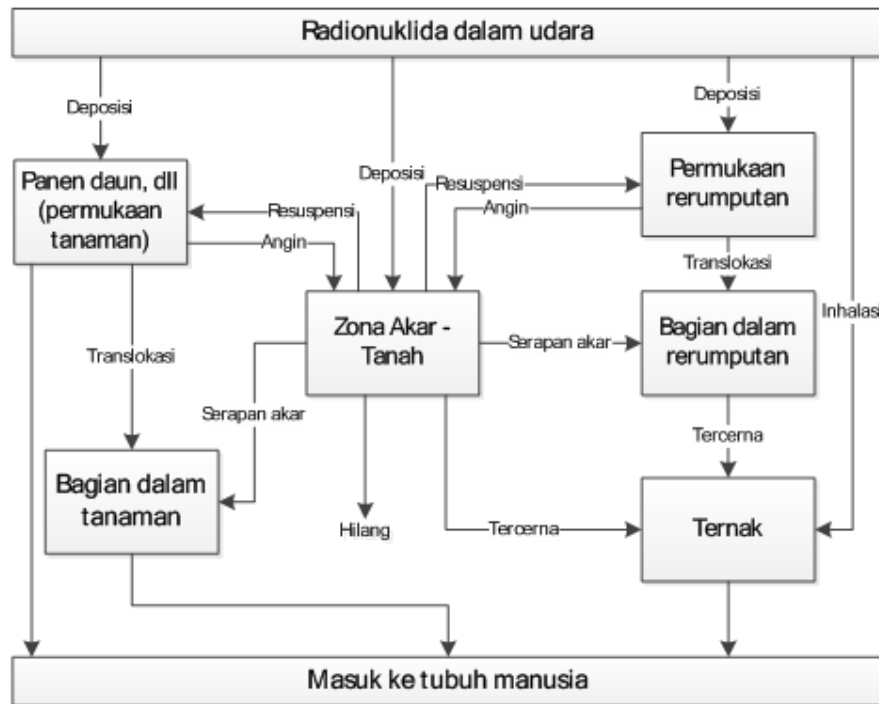 Radionuklida dalam udara
Deposisi
Deposisi
Deposisi
Panen daun, dll
(permukaan
tanaman)
Resuspensi
Angin
Resuspensi
Angin
Permukaan
rerumputan
Translokasi
Inhalasi
Zona Akar -
Tanah
Serapan akar
Bagian dalam
rerumputan
Translokasi
Serapan akar
Tercerna
Bagian dalam
tanaman
Hilang
Tercerna
Ternak
Masuk ke tubuh manusia